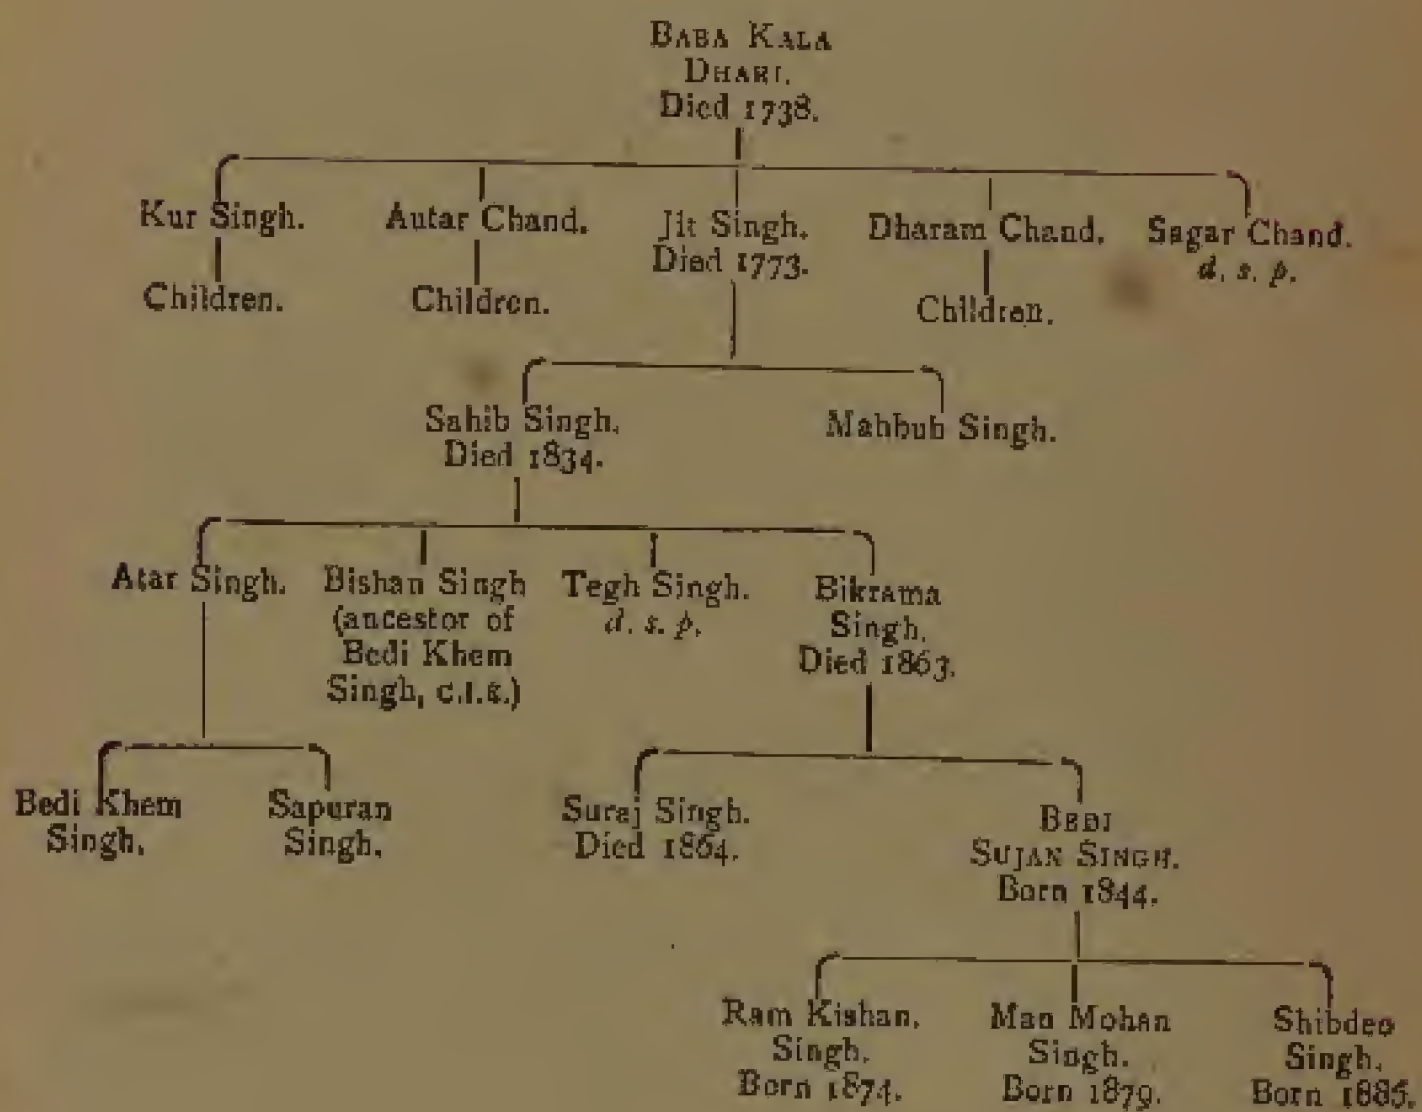 BABA KALA
DHARI.
Died 1738.
Kur Singh.
Autar Chand.
Jit Singh.
Died 1773.
Dharam Chand.
Sagar Chand.
d. s. p.
Children.
Children.
Children.
Sahib Singh.
Died 1834.
Mahbub Singh.
Atar Singh.
Bishan Singh
(ancestor of
Bedi Khem
Singh, C.I.E.)
Tegh Singh.
d. s. p.
Bikrama
Singh.
Died 1863.
Bedi Khem
Singh.
Sapuran
Singh.
Suraj Singh.
Died 1864.
BEDI
SUJAN SINGH.
Born 1844.
Ram Kishan.
Singh.
Born 1874.
Man Mohan
Singh.
Born 1879.
Shibdeo
Singh.
Born 1885.